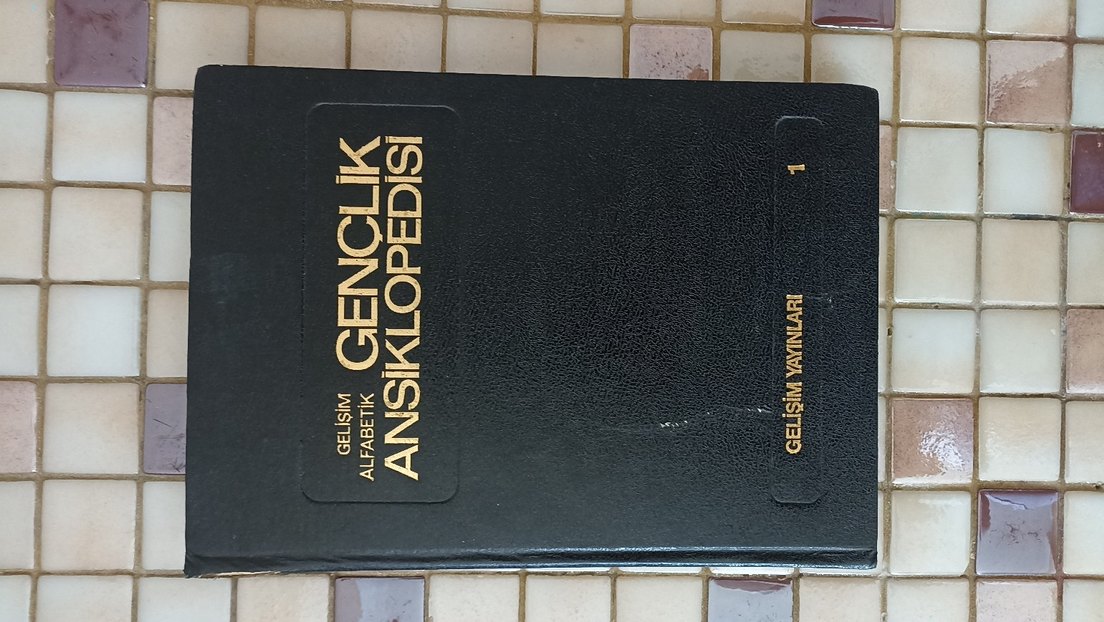 GELİŞİM
ALFABETİK GENÇLİK
ANSİKLOPEDİSİ
GELİŞİM YAYINLARI 1